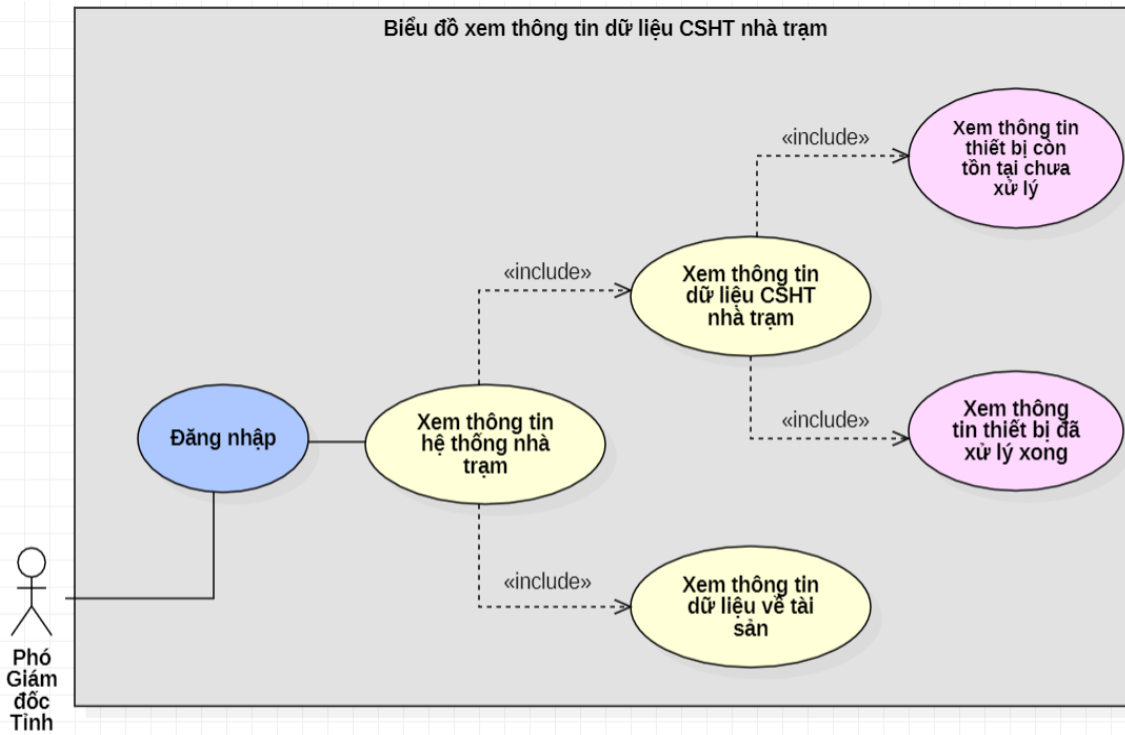 Biểu đồ xem thông tin dữ liệu CSHT nhà trạm
«include»
Xem thông tin
thiết bị còn
tồn tại chưa
xử lý
«include»
Xem thông tin
dữ liệu CSHT
nhà trạm
Đăng nhập
Xem thông tin
hệ thống nhà
trạm
«include»
Xem thông
tin thiết bị đã
xử lý xong
«include»
Xem thông tin
dữ liệu về tài
sản
Phó
Giám
đốc
Tỉnh